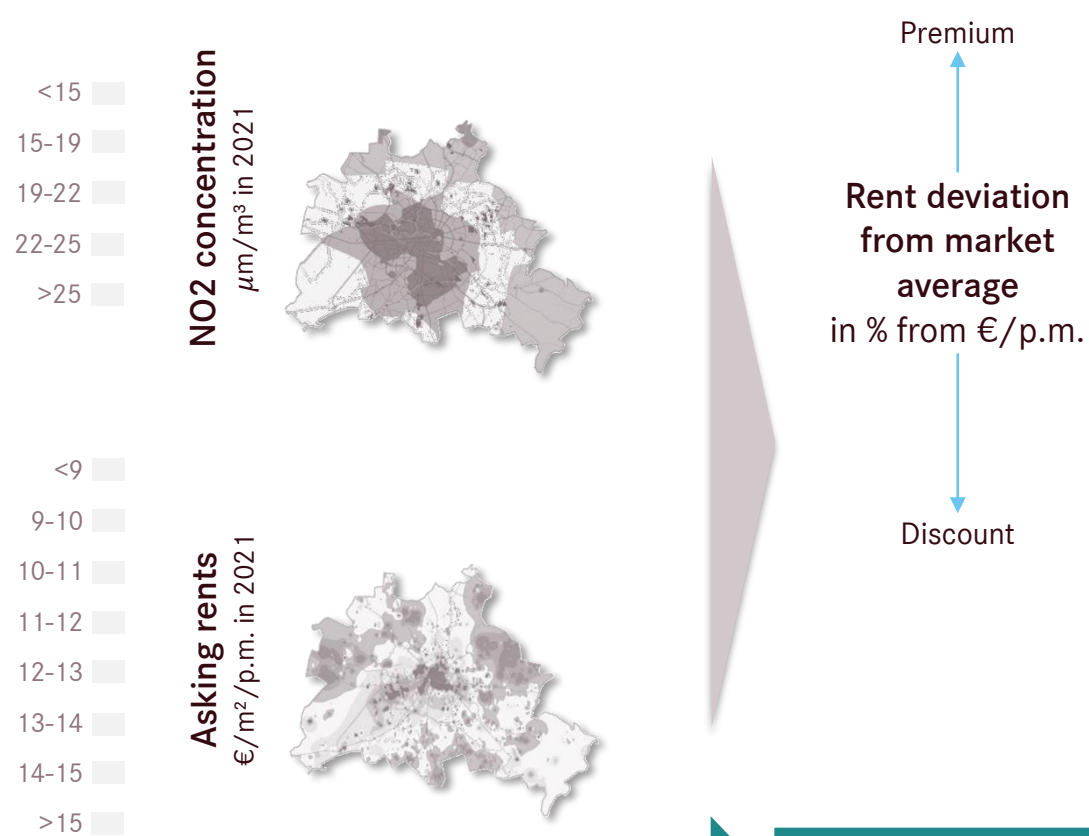 <15
15-19
19-22
22-25
>25
NO2 concentration
μm/m³ in 2021
<9
9-10
10-11
11-12
12-13
13-14
14-15
>15
Asking rents
€/m²/p.m. in 2021
Premium
Rent deviation
from market
average
in % from €/p.m.
Discount